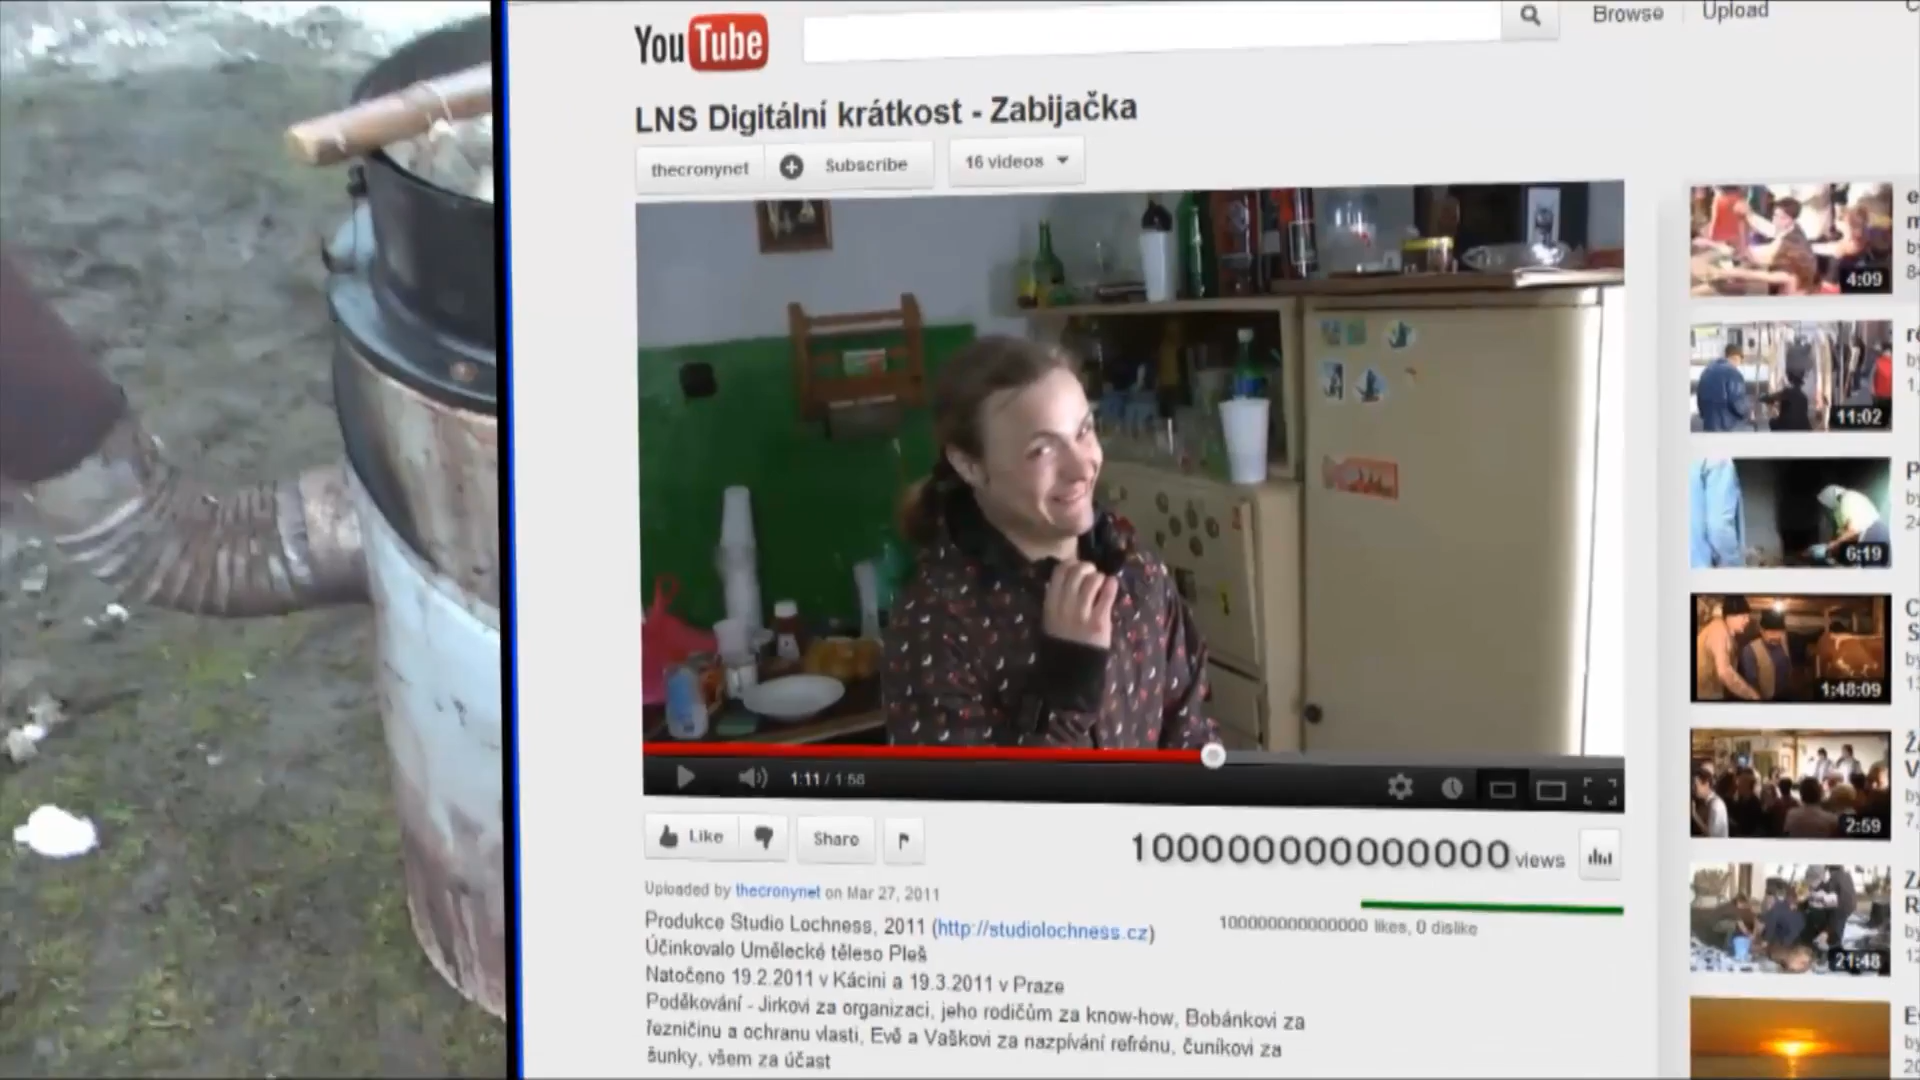 YouTube
Browse
Upload
LNS Digitální krátkost - Zabijačka
thecronynet
Subscribe
16 videos
4:09
11:02
6:19
1:48:09
2:59
21:48
1:11 / 1:56
Like
Share
100000000000000 views
Uploaded by thecronynet on Mar 27, 2011
Produkce Studio Lochness, 2011 (http://studiolochness.cz)
100000000000000 likes, 0 dislike
Účinkovalo Umělecké těleso Pleš
Natočeno 19.2.2011 v Kácini a 19.3.2011 v Praze
Poděkování - Jirkovi za organizaci, jeho rodičům za know-how, Bobánkovi za
řezničinu a ochranu vlasti, Evě a Vaškovi za nazpívání refrénu, čuníkovi za
šunky, všem za účast